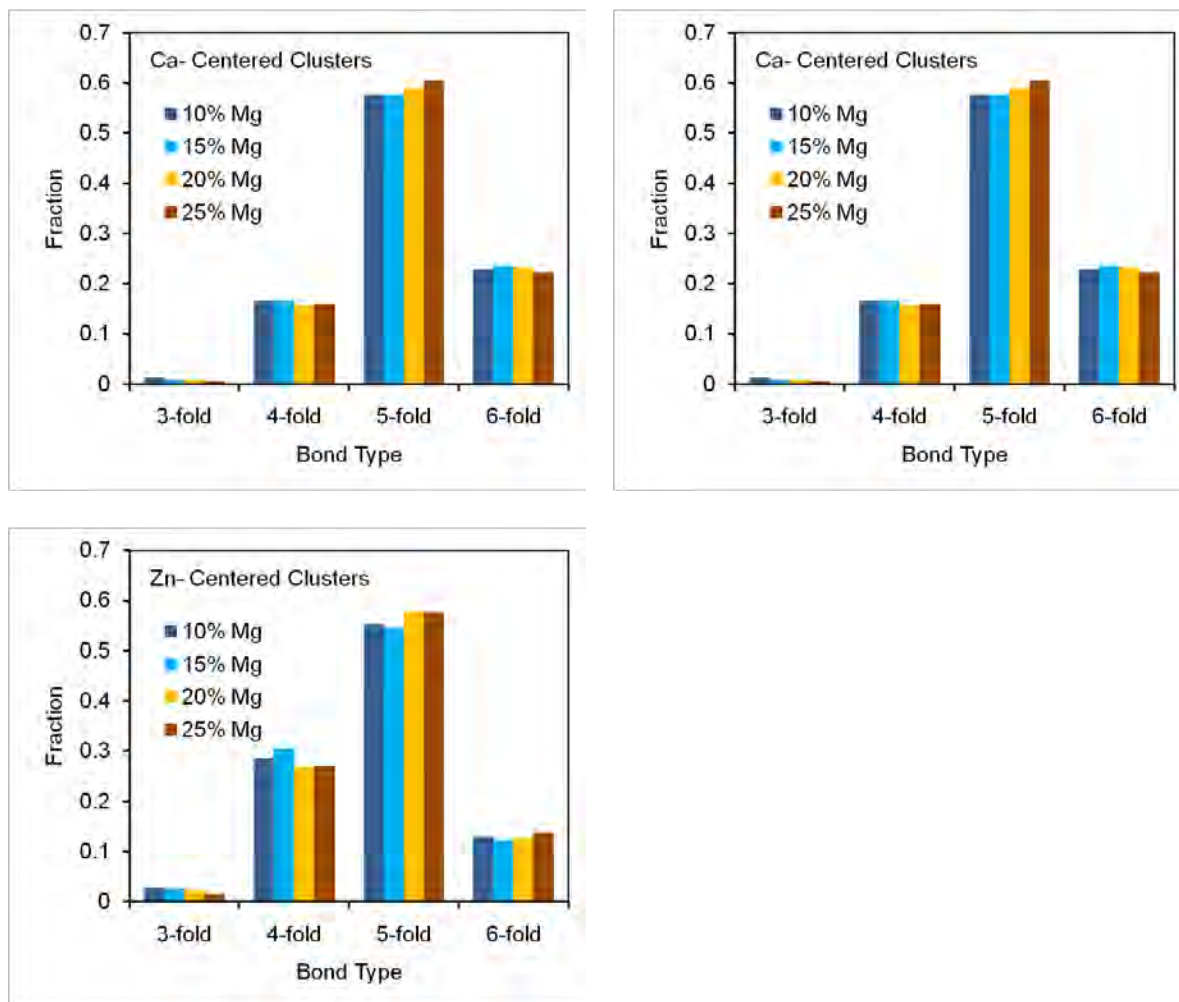 0.7
0.6
0.5
0.4
0.3
0.2
0.1
0
Fraction
Ca- Centered Clusters
10% Mg
15% Mg
20% Mg
25% Mg
3-fold 4-fold 5-fold 6-fold
Bond Type
0.7
0.6
0.5
0.4
0.3
0.2
0.1
0
Fraction
Ca- Centered Clusters
10% Mg
15% Mg
20% Mg
25% Mg
3-fold 4-fold 5-fold 6-fold
Bond Type
0.7
0.6
0.5
0.4
0.3
0.2
0.1
0
Fraction
Zn- Centered Clusters
10% Mg
15% Mg
20% Mg
25% Mg
3-fold 4-fold 5-fold 6-fold
Bond Type